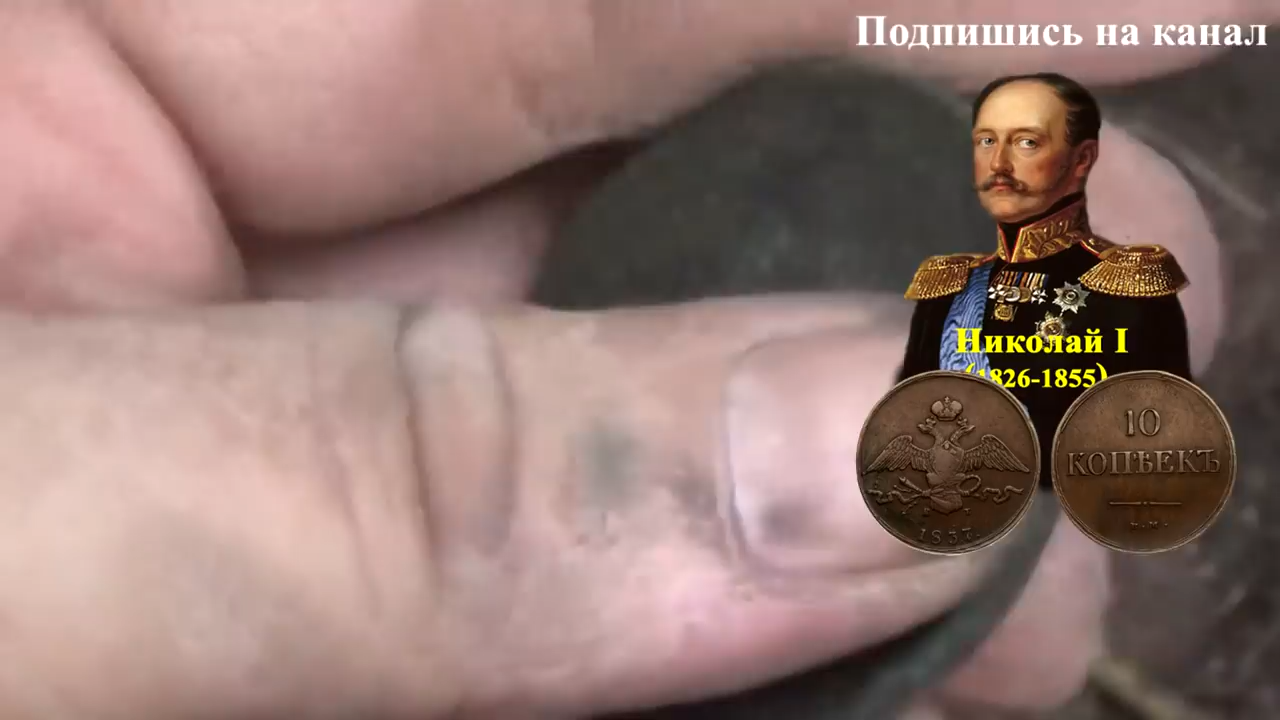 Подпишись на канал
Николай I
(1826-1855)
1837.
10
КОПѢЕКЪ